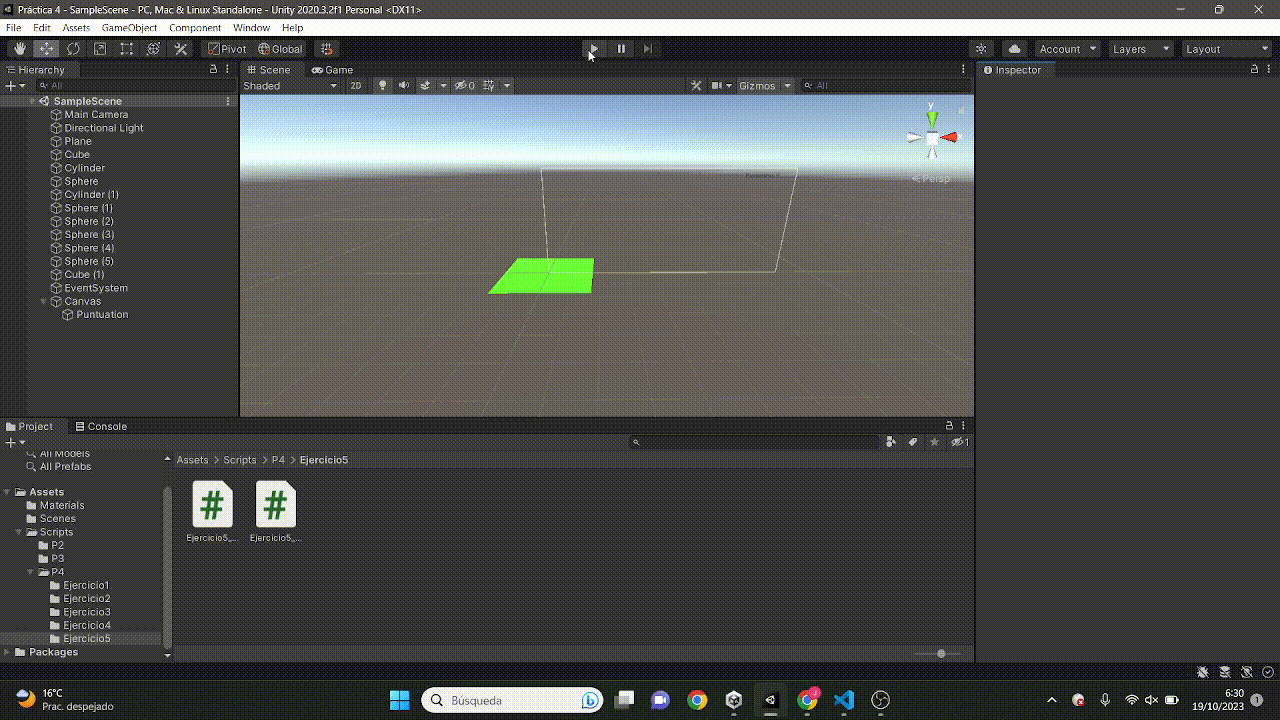 Práctica 4 - SampleScene - PC, Mac & Linux Standalone - Unity 2020.3.2f1 Personal <DX11>
File Edit Assets GameObject Component Window Help
Pivot Global Account Layers Layout
Hierarchy
All
SampleScene
Main Camera
Directional Light
Plane
Cube
Cylinder
Sphere
Cylinder (1)
Sphere (1)
Sphere (2)
Sphere (3)
Sphere (4)
Sphere (5)
Cube (1)
EventSystem
Canvas
Puntuation
Scene Game
Shaded 2D 0 Gizmos All
y
x
< Persp
Inspector
Project Console
1
All Models
All Prefabs
Assets
Materials
Scenes
Scripts
P2
P3
P4
Ejercicio1
Ejercicio2
Ejercicio3
Ejercicio4
Ejercicio5
Packages
Assets > Scripts > P4 > Ejercicio5
# #
Ejercicio5_... Ejercicio5_...
16°C
Prac. despejado
Búsqueda
6:30
19/10/2023
1